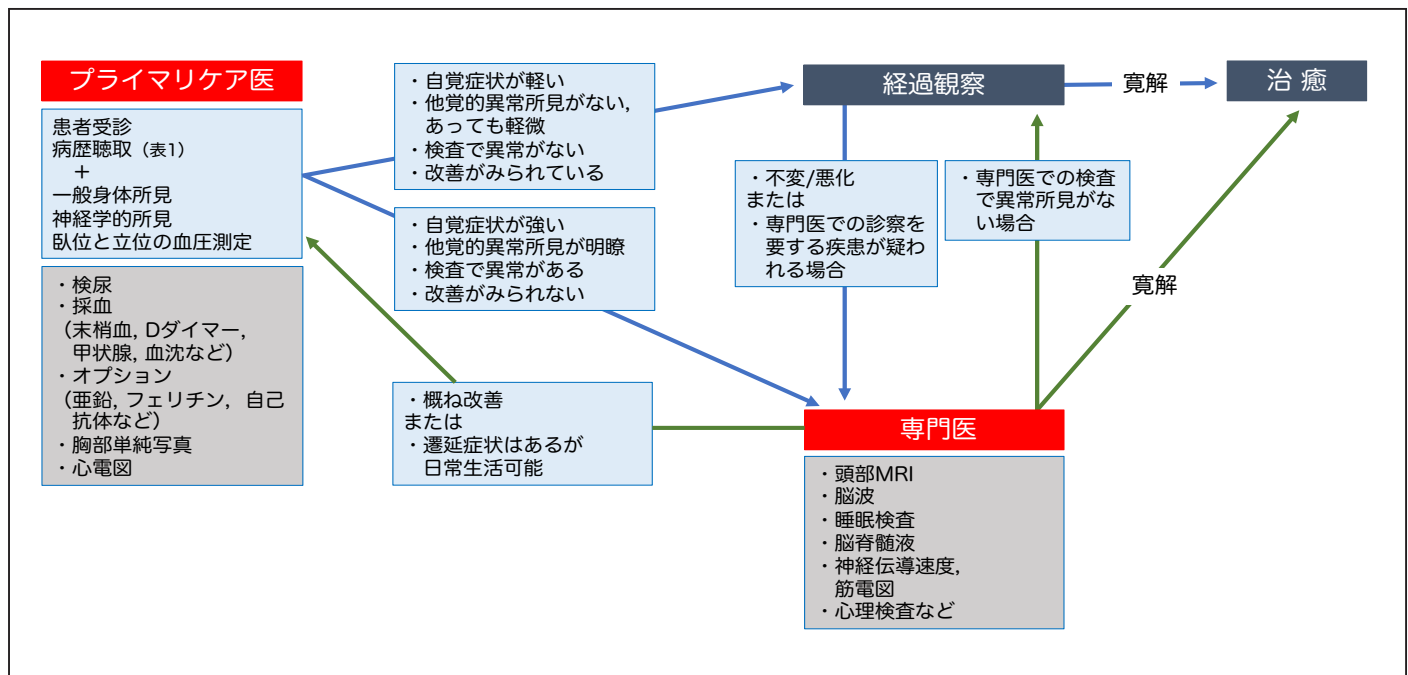 プライマリケア医
患者受診
病歴聴取（表1）
＋
一般身体所見
神経学的所見
臥位と立位の血圧測定
・検尿
・採血
（末梢血, Dダイマー,
甲状腺, 血沈など）
・オプション
（亜鉛, フェリチン, 自己
抗体など）
・胸部単純写真
・心電図
・自覚症状が軽い
・他覚的異常所見がない,
あっても軽微
・検査で異常がない
・改善がみられている
・自覚症状が強い
・他覚的異常所見が明瞭
・検査で異常がある
・改善がみられない
・概ね改善
または
・遷延症状はあるが
日常生活可能
経過観察
寛解
治 癒
・不変/悪化
または
・専門医での診察を
要する疾患が疑わ
れる場合
・専門医での検査
で異常所見がな
い場合
寛解
専門医
・頭部MRI
・脳波
・睡眠検査
・脳脊髄液
・神経伝導速度,
筋電図
・心理検査など